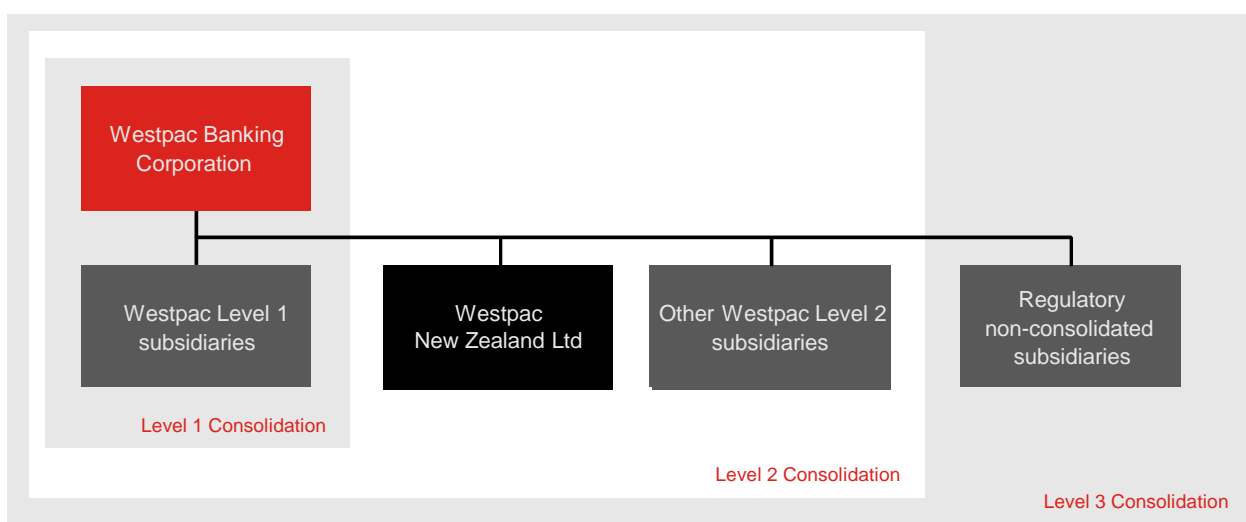 Westpac Banking
Corporation
Westpac Level 1
subsidiaries
Westpac
New Zealand Ltd
Other Westpac Level 2
subsidiaries
Regulatory
non-consolidated
subsidiaries
Level 1 Consolidation
Level 2 Consolidation
Level 3 Consolidation